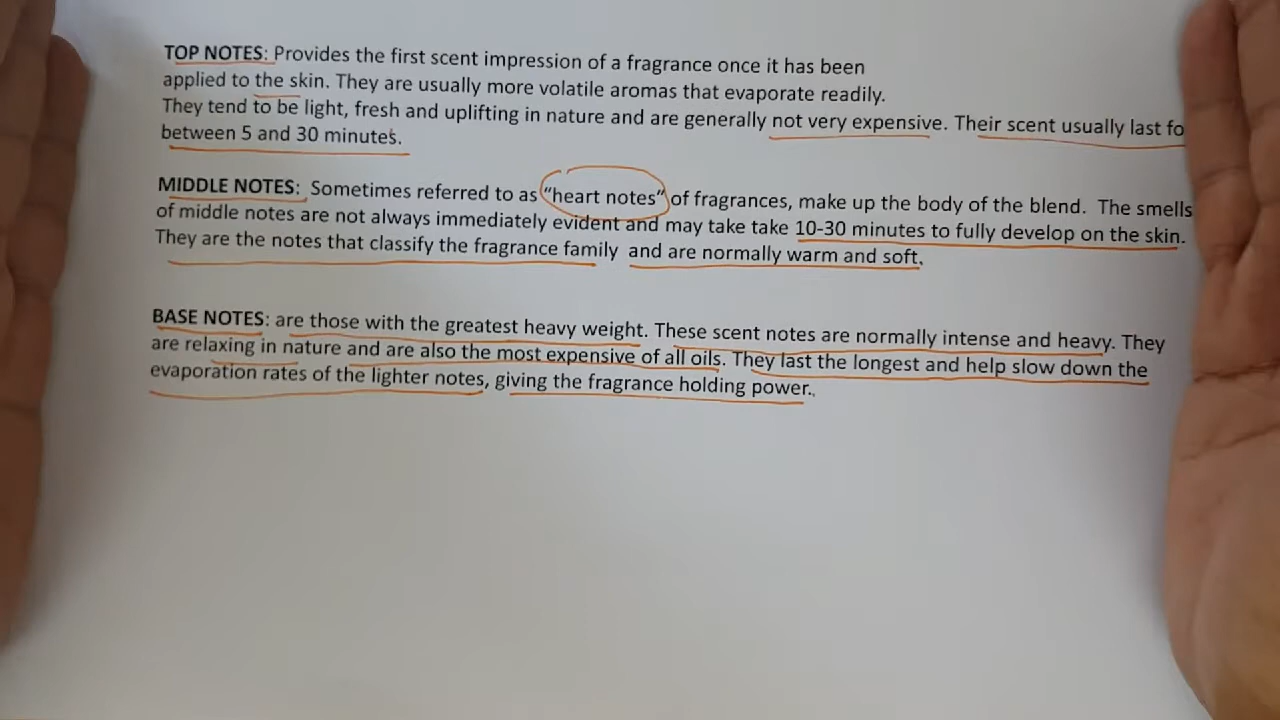 TOP NOTES: Provides the first scent impression of a fragrance once it has been
applied to the skin. They are usually more volatile aromas that evaporate readily.
They tend to be light, fresh and uplifting in nature and are generally not very expensive. Their scent usually last fo
between 5 and 30 minutes.
MIDDLE NOTES: Sometimes referred to as "heart notes" of fragrances, make up the body of the blend. The smells
of middle notes are not always immediately evident and may take take 10-30 minutes to fully develop on the skin.
They are the notes that classify the fragrance family and are normally warm and soft.
BASE NOTES: are those with the greatest heavy weight. These scent notes are normally intense and heavy. They
are relaxing in nature and are also the most expensive of all oils. They last the longest and help slow down the
evaporation rates of the lighter notes, giving the fragrance holding power..